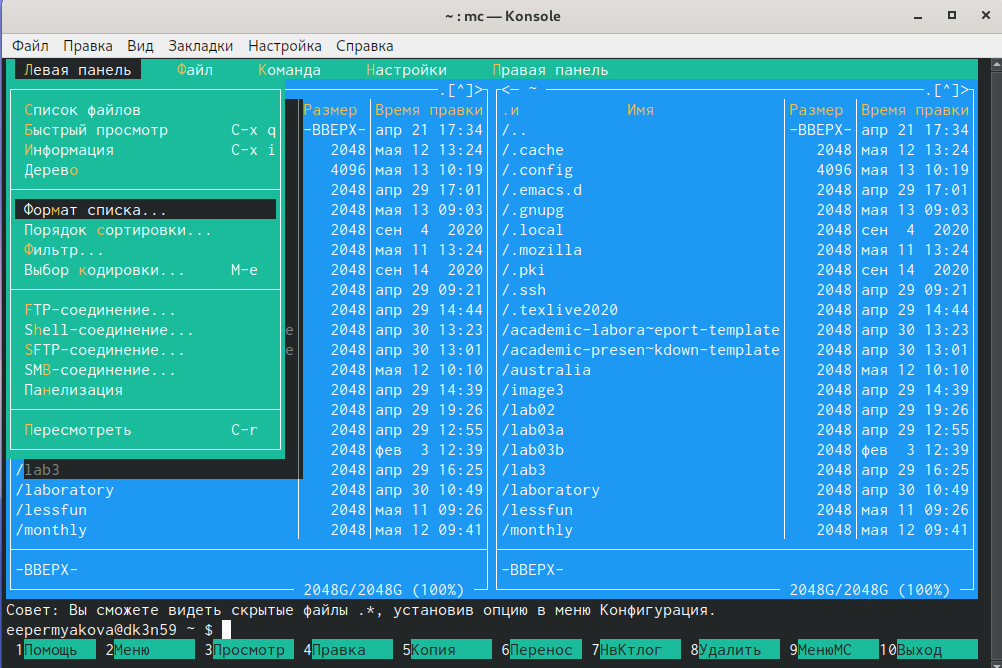 ~ : mc — Konsole
Файл Правка Вид Закладки Настройка Справка
Левая панель Файл Команда Настройки Правая панель
.[^]> <- ~ .[^]>
Размер Время правки .и Имя Размер Время правки
Список файлов -ВВЕРХ- апр 21 17:34 /.. -ВВЕРХ- апр 21 17:34
Быстрый просмотр C-x q
Информация C-x i 2048 мая 12 13:24 /.cache 2048 мая 12 13:24
Дерево 4096 мая 13 10:19 /.config 4096 мая 13 10:19
2048 апр 29 17:01 /.emacs.d 2048 апр 29 17:01
Формат списка... 2048 мая 13 09:03 /.gnupg 2048 мая 13 09:03
Порядок сортировки... 2048 сен 4 2020 /.local 2048 сен 4 2020
Фильтр... 2048 мая 11 13:24 /.mozilla 2048 мая 11 13:24
Выбор кодировки... M-e 2048 сен 14 2020 /.pki 2048 сен 14 2020
2048 апр 29 09:21 /.ssh 2048 апр 29 09:21
FTP-соединение... 2048 апр 29 14:44 /.texlive2020 2048 апр 29 14:44
Shell-соединение... e 2048 апр 30 13:23 /academic-labora~eport-template 2048 апр 30 13:23
SFTP-соединение... e 2048 апр 30 13:01 /academic-presen~kdown-template 2048 апр 30 13:01
SMB-соединение... 2048 мая 12 10:10 /australia 2048 мая 12 10:10
Панелизация 2048 апр 29 14:39 /image3 2048 апр 29 14:39
2048 апр 29 19:26 /lab02 2048 апр 29 19:26
Пересмотреть C-r 2048 апр 29 12:55 /lab03a 2048 апр 29 12:55
2048 фев 3 12:39 /lab03b 2048 фев 3 12:39
/lab3 2048 апр 29 16:25 /lab3 2048 апр 29 16:25
/laboratory 2048 апр 30 10:49 /laboratory 2048 апр 30 10:49
/lessfun 2048 мая 11 09:26 /lessfun 2048 мая 11 09:26
/monthly 2048 мая 12 09:41 /monthly 2048 мая 12 09:41
-ВВЕРХ- -ВВЕРХ-
2048G/2048G (100%) 2048G/2048G (100%)
Совет: Вы сможете видеть скрытые файлы .*, установив опцию в меню Конфигурация.
eepermyakova@dk3n59 ~ $
1Помощь 2Меню 3Просмотр 4Правка 5Копия 6Перенос 7НвКтлог 8Удалить 9МенюMC 10Выход